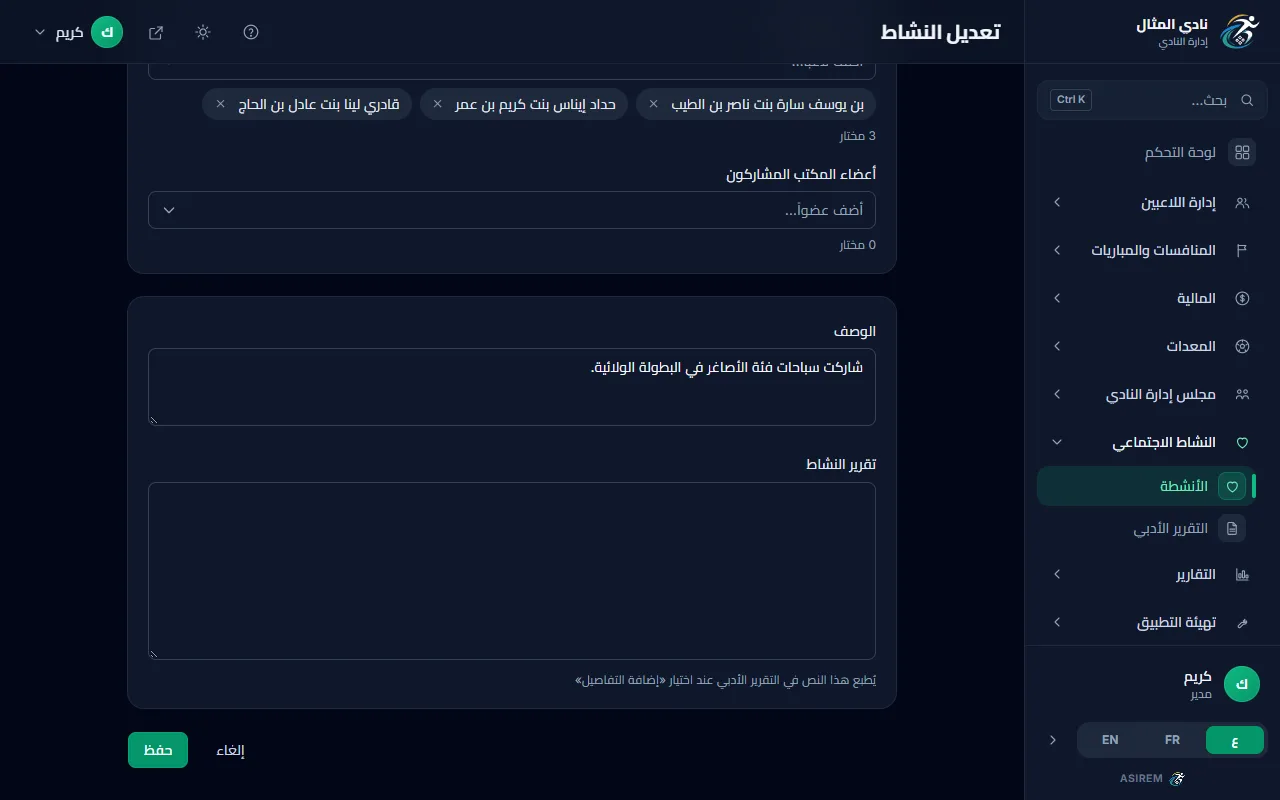 نادي المثال
إدارة النادي
تعديل النشاط
ك
كريم
بحث...
Ctrl K
لوحة التحكم
إدارة اللاعبين
المنافسات والمباريات
المالية
المعدات
مجلس إدارة النادي
النشاط الاجتماعي
الأنشطة
التقرير الأدبي
التقارير
تهيئة التطبيق
ك
كريم
مدير
ع
FR
EN
ASIREM
بن يوسف سارة بنت ناصر بن الطيب ×
حداد إيناس بنت كريم بن عمر ×
قادري لينا بنت عادل بن الحاج ×
3 مختار
أعضاء المكتب المشاركون
أضف عضواً...
0 مختار
الوصف
شاركت سباحات فئة الأصاغر في البطولة الولائية.
تقرير النشاط
يُطبع هذا النص في التقرير الأدبي عند اختيار «إضافة التفاصيل»
إلغاء
حفظ